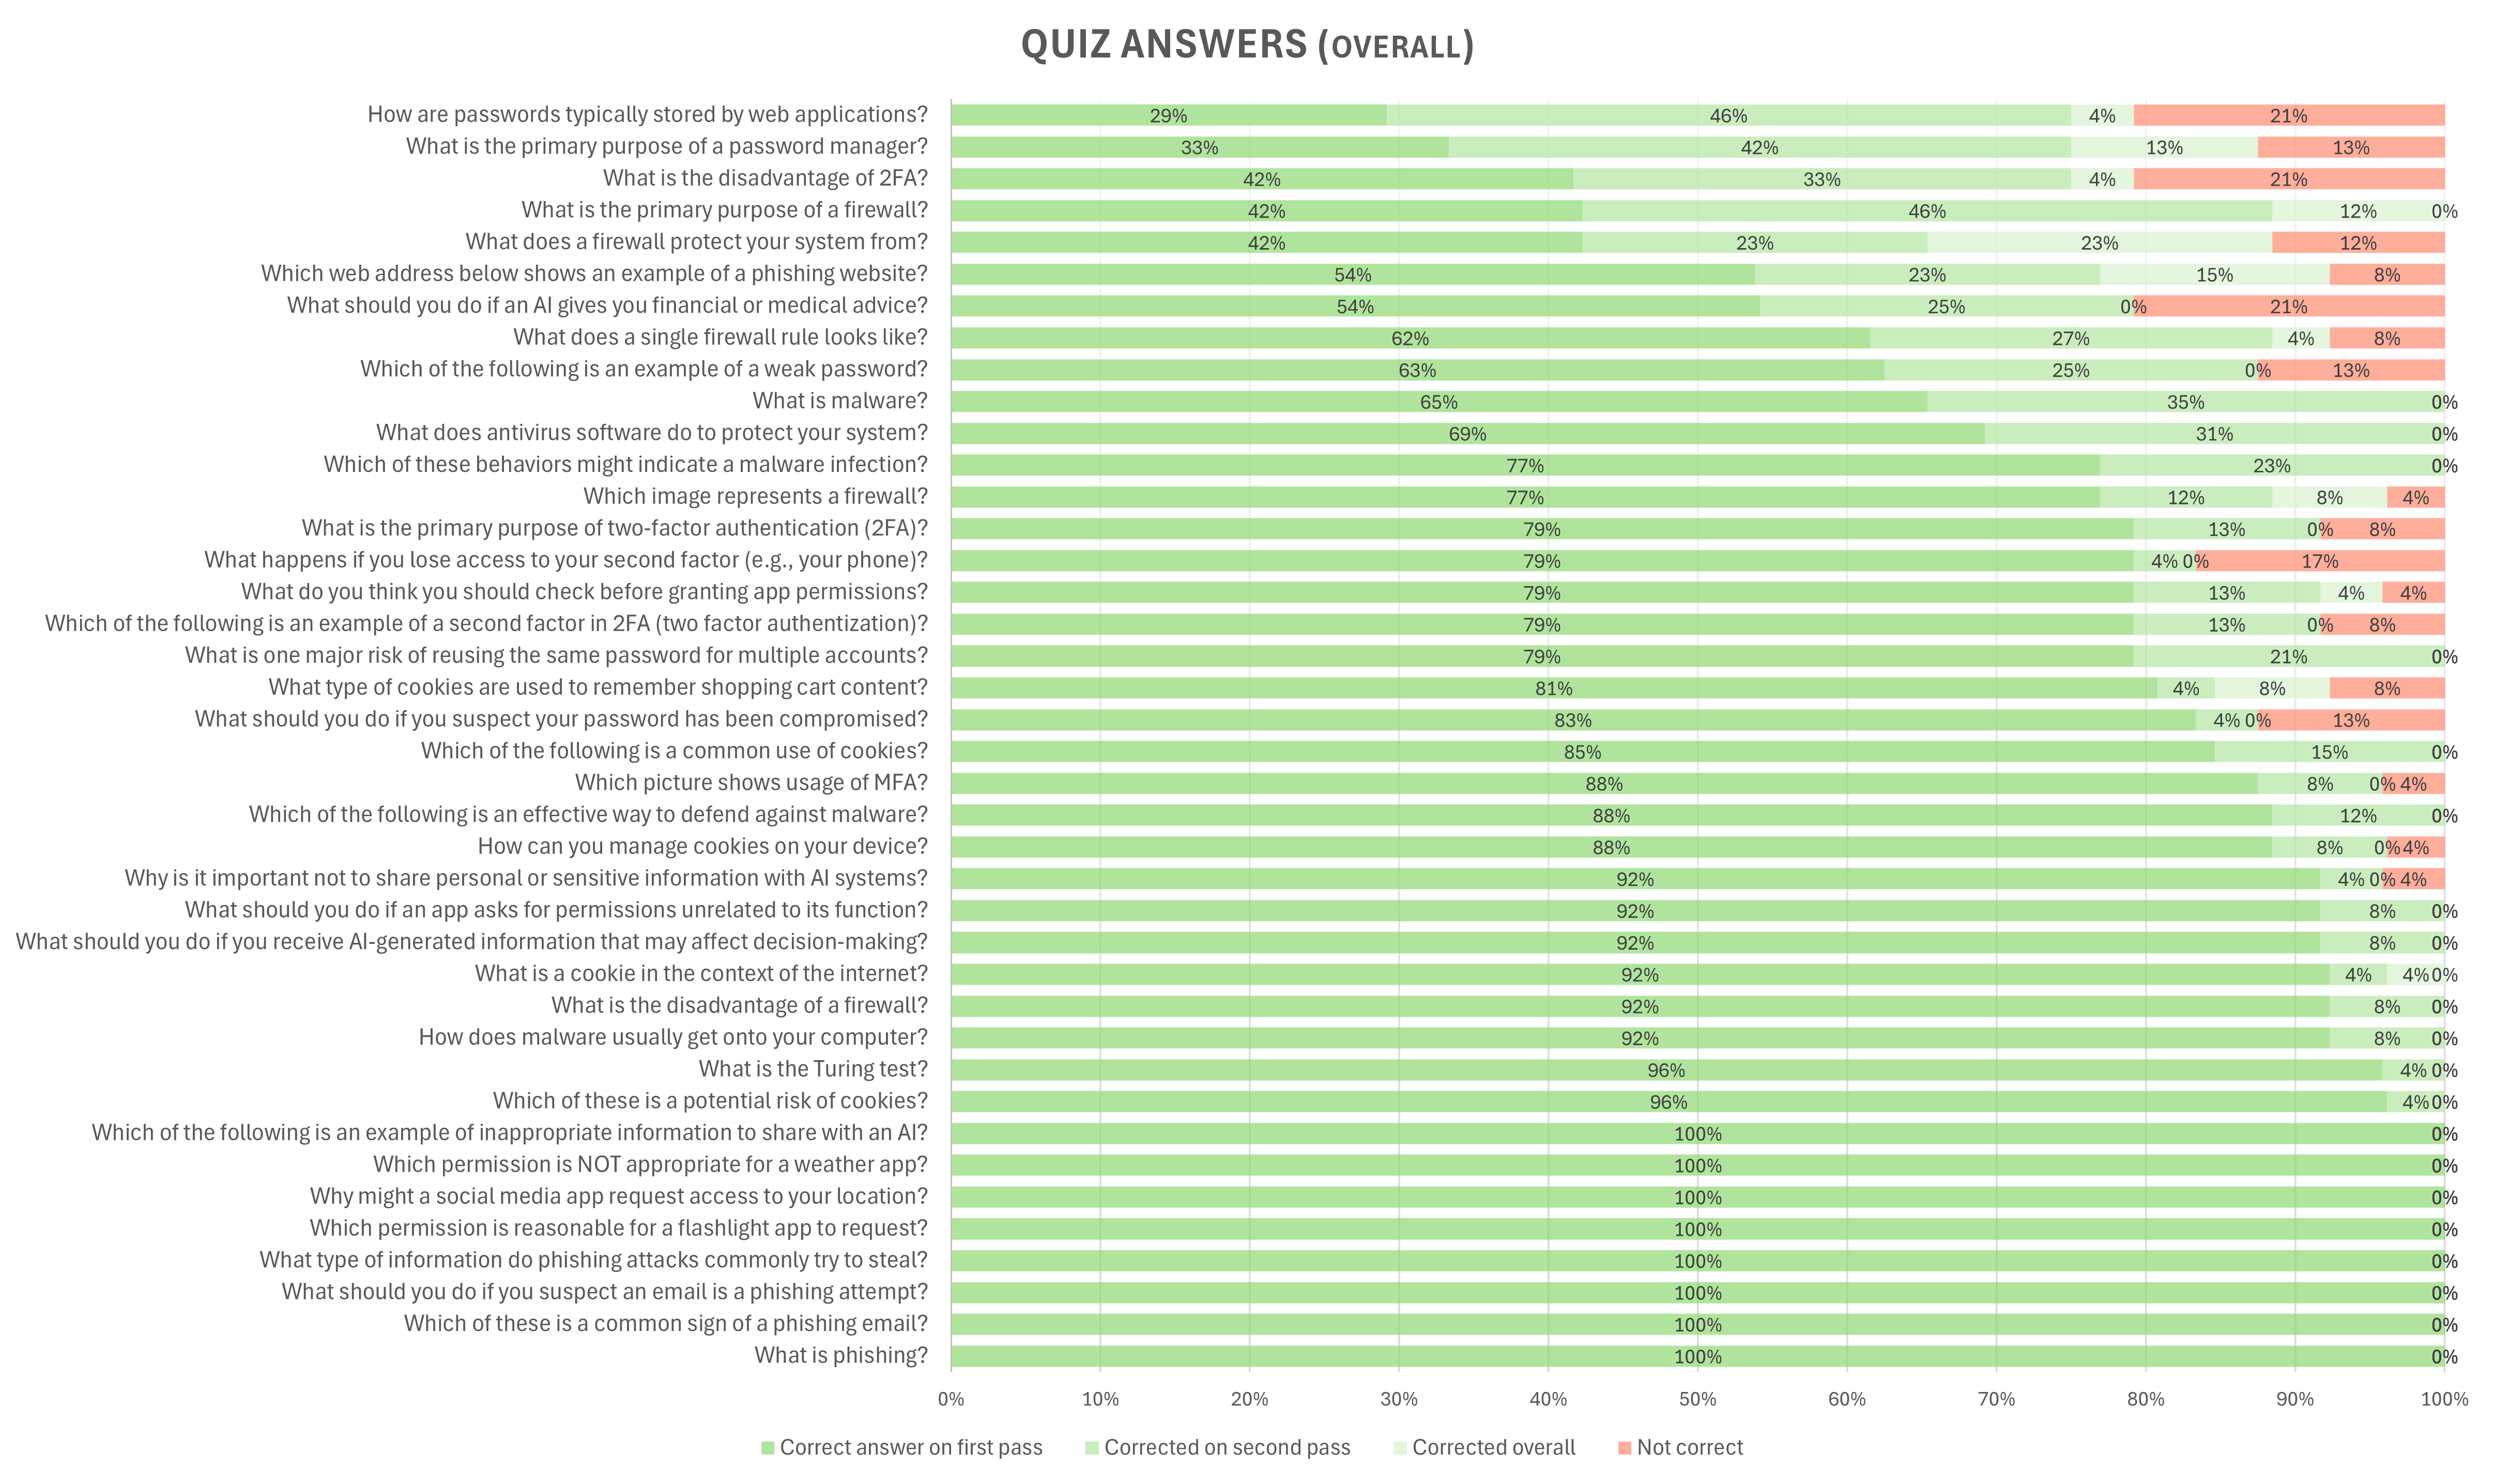 QUIZ ANSWERS (OVERALL)
How are passwords typically stored by web applications? 29% 46% 4% 21%
What is the primary purpose of a password manager? 33% 42% 13% 13%
What is the disadvantage of 2FA? 42% 33% 4% 21%
What is the primary purpose of a firewall? 42% 46% 12% 0%
What does a firewall protect your system from? 42% 23% 23% 12%
Which web address below shows an example of a phishing website? 54% 23% 15% 8%
What should you do if an AI gives you financial or medical advice? 54% 25% 0% 21%
What does a single firewall rule looks like? 62% 27% 4% 8%
Which of the following is an example of a weak password? 63% 25% 0% 13%
What is malware? 65% 35% 0%
What does antivirus software do to protect your system? 69% 31% 0%
Which of these behaviors might indicate a malware infection? 77% 23% 0%
Which image represents a firewall? 77% 12% 8% 4%
What is the primary purpose of two-factor authentication (2FA)? 79% 13% 0% 8%
What happens if you lose access to your second factor (e.g., your phone)? 79% 4% 0% 17%
What do you think you should check before granting app permissions? 79% 13% 4% 4%
Which of the following is an example of a second factor in 2FA (two factor authentization)? 79% 13% 0% 8%
What is one major risk of reusing the same password for multiple accounts? 79% 21% 0%
What type of cookies are used to remember shopping cart content? 81% 4% 8% 8%
What should you do if you suspect your password has been compromised? 83% 4% 0% 13%
Which of the following is a common use of cookies? 85% 15% 0%
Which picture shows usage of MFA? 88% 8% 0% 4%
Which of the following is an effective way to defend against malware? 88% 12% 0%
How can you manage cookies on your device? 88% 8% 0% 4%
Why is it important not to share personal or sensitive information with AI systems? 92% 4% 0% 4%
What should you do if an app asks for permissions unrelated to its function? 92% 8% 0%
What should you do if you receive AI-generated information that may affect decision-making? 92% 8% 0%
What is a cookie in the context of the internet? 92% 4% 4% 0%
What is the disadvantage of a firewall? 92% 8% 0%
How does malware usually get onto your computer? 92% 8% 0%
What is the Turing test? 96% 4% 0%
Which of these is a potential risk of cookies? 96% 4% 0%
Which of the following is an example of inappropriate information to share with an AI? 100% 0%
Which permission is NOT appropriate for a weather app? 100% 0%
Why might a social media app request access to your location? 100% 0%
Which permission is reasonable for a flashlight app to request? 100% 0%
What type of information do phishing attacks commonly try to steal? 100% 0%
What should you do if you suspect an email is a phishing attempt? 100% 0%
Which of these is a common sign of a phishing email? 100% 0%
What is phishing? 100% 0%
0% 10% 20% 30% 40% 50% 60% 70% 80% 90% 100%
Correct answer on first pass Corrected on second pass Corrected overall Not correct